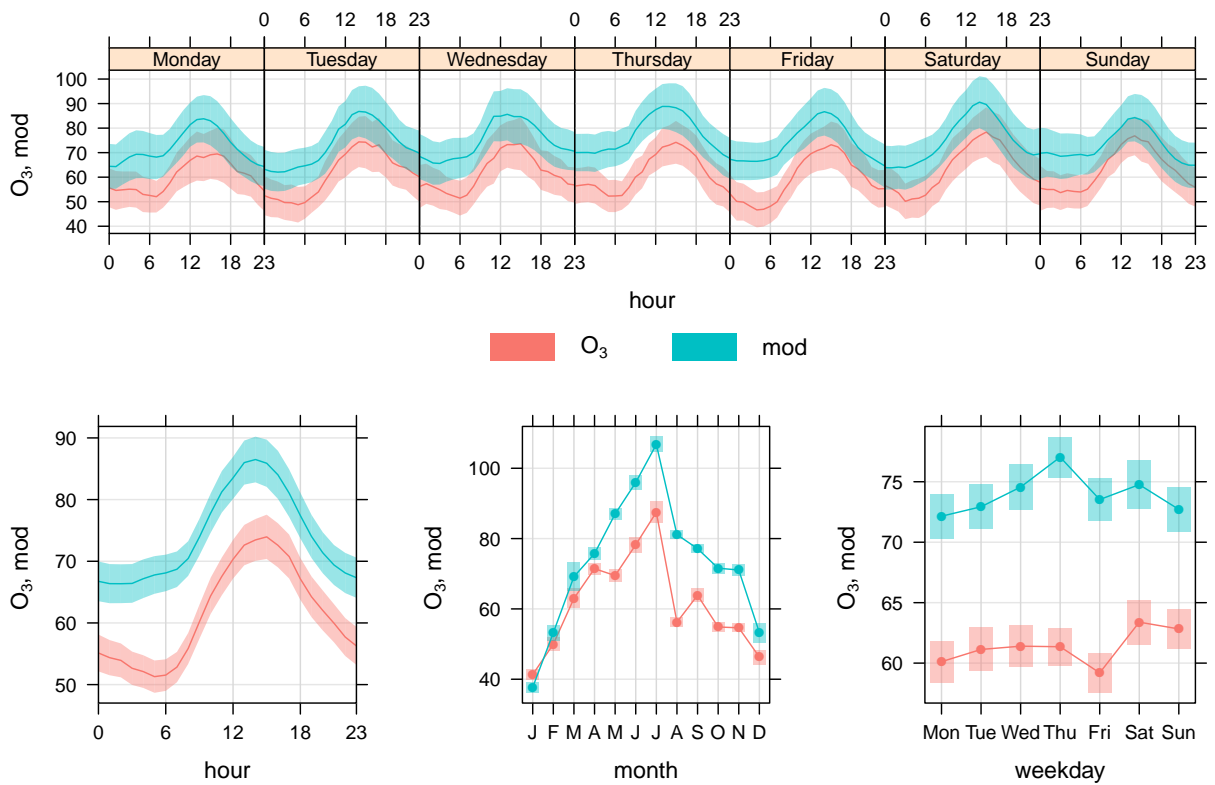 0 6 12 18 23 0 6 12 18 23 0 6 12 18 23
Monday Tuesday Wednesday Thursday Friday Saturday Sunday
100
90
80
70
60
50
40
O₃, mod
0 6 12 18 23 0 6 12 18 23 0 6 12 18 23 0 6 12 18 23
hour
O₃ mod
90
80
70
60
50
O₃, mod
0 6 12 18 23
hour
100
80
60
40
O₃, mod
J F M A M J J A S O N D
month
75
70
65
60
O₃, mod
Mon Tue Wed Thu Fri Sat Sun
weekday